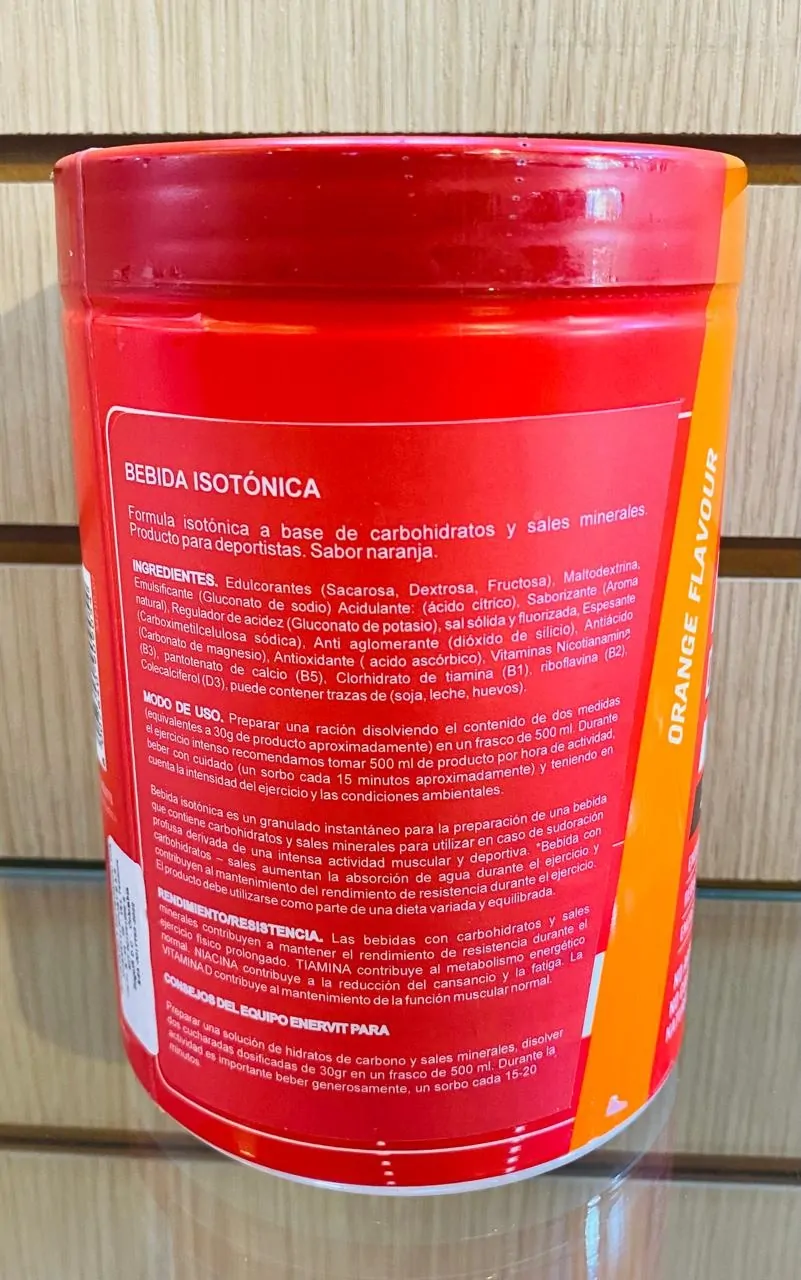 BEBIDA ISOTÓNICA
Formula isotónica a base de carbohidratos y sales minerales.
Producto para deportistas. Sabor naranja.
INGREDIENTES. Edulcorantes (Sacarosa, Dextrosa, Fructosa), Maltodextrina,
Emulsificante (Gluconato de sodio) Acidulante: (ácido cítrico), Saborizante (Aroma
natural), Regulador de acidez (Gluconato de potasio), sal sólida y fluorizada, Espesante
(Carboximetilcelulosa sódica), Anti aglomerante (dióxido de silicio), Antiácido
(Carbonato de magnesio), Antioxidante ( ácido ascórbico), Vitaminas Nicotianamina
(B3), pantotenato de calcio (B5), Clorhidrato de tiamina (B1), riboflavina (B2),
Colecalciferol (D3), puede contener trazas de (soja, leche, huevos).
MODO DE USO. Preparar una ración disolviendo el contenido de dos medidas
(equivalentes a 30g de producto aproximadamente) en un frasco de 500 ml. Durante
el ejercicio intenso recomendamos tomar 500 ml de producto por hora de actividad,
beber con cuidado (un sorbo cada 15 minutos aproximadamente) y teniendo en
cuenta la intensidad del ejercicio y las condiciones ambientales.
Bebida isotónica es un granulado instantáneo para la preparación de una bebida
que contiene carbohidratos y sales minerales para utilizar en caso de sudoración
profusa derivada de una intensa actividad muscular y deportiva. *Bebida con
carbohidratos – sales aumentan la absorción de agua durante el ejercicio y
contribuyen al mantenimiento del rendimiento de resistencia durante el ejercicio.
El producto debe utilizarse como parte de una dieta variada y equilibrada.
RENDIMIENTO/RESISTENCIA. Las bebidas con carbohidratos y sales
minerales contribuyen a mantener el rendimiento de resistencia durante el
ejercicio físico prolongado. TIAMINA contribuye al metabolismo energético
normal. NIACINA contribuye a la reducción del cansancio y la fatiga. La
VITAMINA D contribuye al mantenimiento de la función muscular normal.
CONSEJOS DEL EQUIPO ENERVIT PARA
Preparar una solución de hidratos de carbono y sales minerales, disolver
dos cucharadas dosificadas de 30gr en un frasco de 500 ml. Durante la
actividad es importante beber generosamente, un sorbo cada 15-20
minutos
ORANGE FLAVOUR